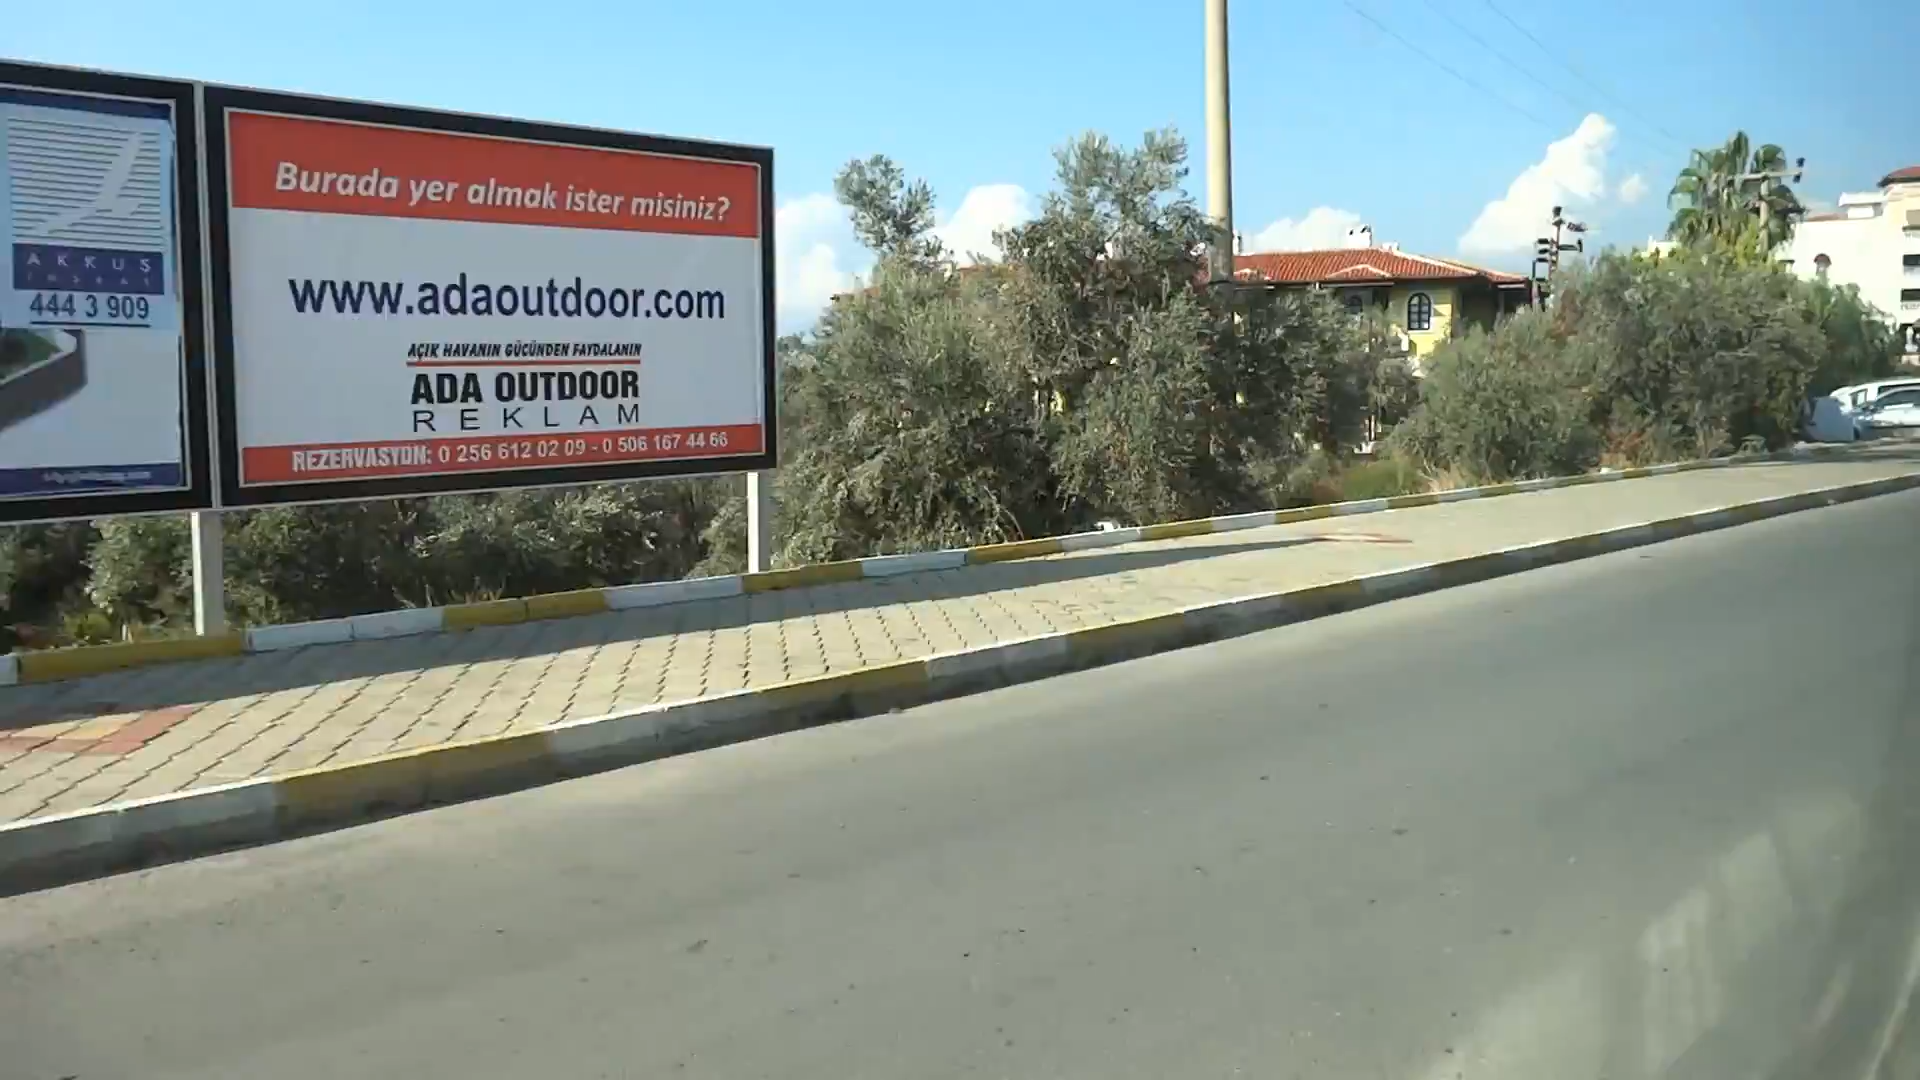 AKKUŞ
İNŞAAT
444 3 909
Burada yer almak ister misiniz?
www.adaoutdoor.com
AÇIK HAVANIN GÜCÜNDEN FAYDALANIN
ADA OUTDOOR
REKLAM
REZERVASYON: 0 256 612 02 09 - 0 506 167 44 66